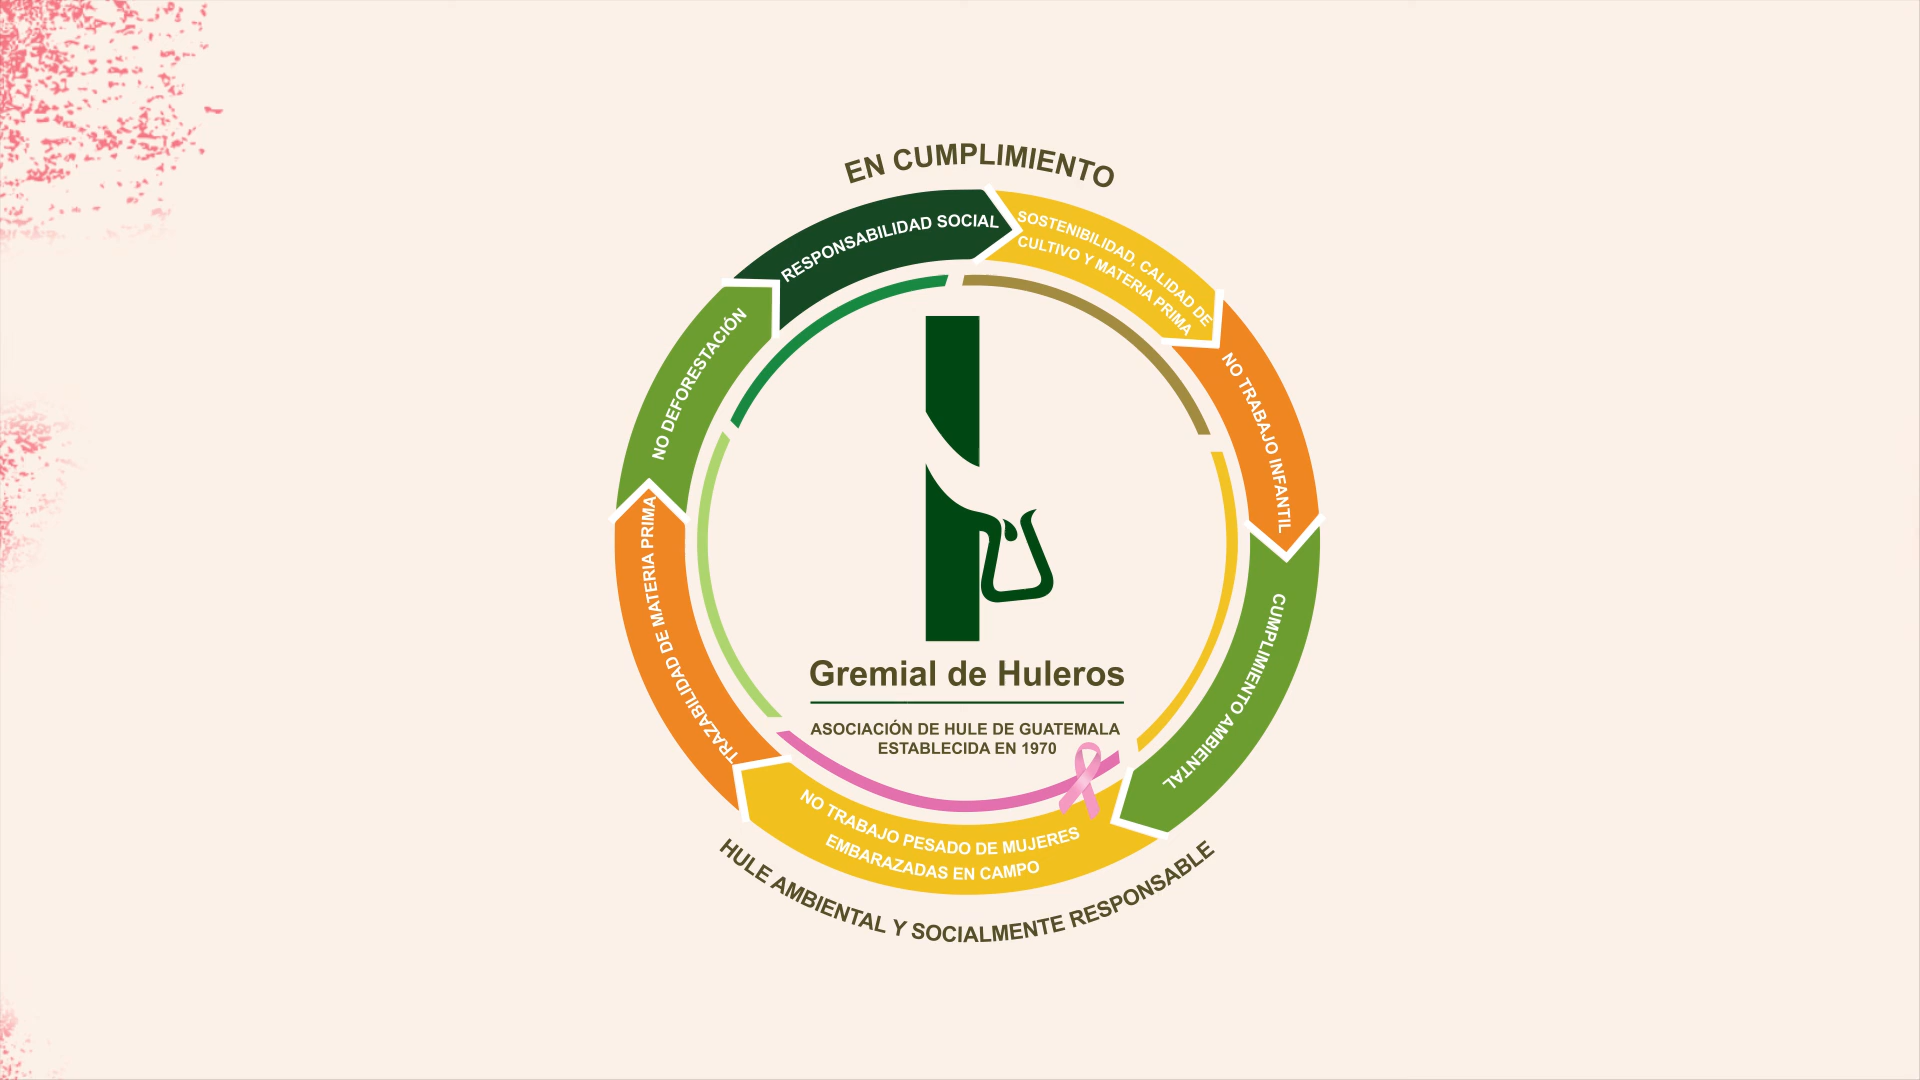 EN CUMPLIMIENTO
RESPONSABILIDAD SOCIAL
SOSTENIBILIDAD, CALIDAD DE
CULTIVO Y MATERIA PRIMA
NO TRABAJO INFANTIL
CUMPLIMIENTO AMBIENTAL
NO TRABAJO PESADO DE MUJERES
EMBARAZADAS EN CAMPO
TRAZABILIDAD DE MATERIA PRIMA
NO DEFORESTACIÓN
Gremial de Huleros
ASOCIACIÓN DE HULE DE GUATEMALA
ESTABLECIDA EN 1970
HULE AMBIENTAL Y SOCIALMENTE RESPONSABLE